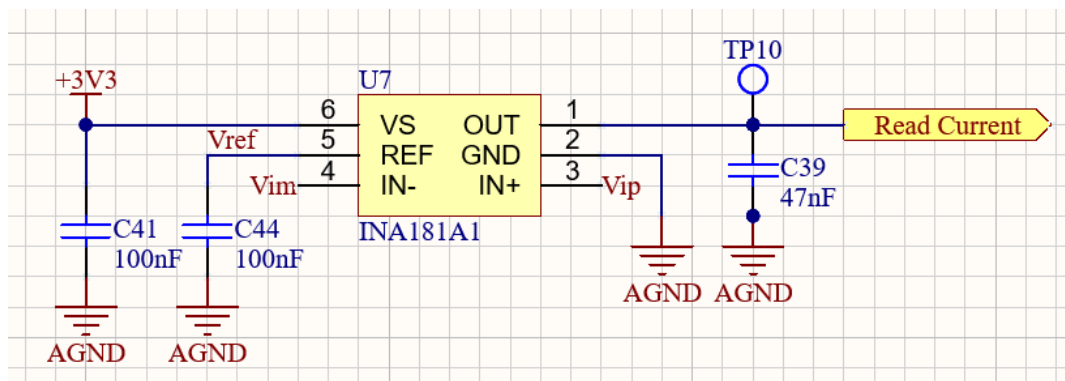 TP10
+3V3
U7
6 VS OUT 1
Read Current
Vref 5 REF GND 2
C39
47nF
Vim 4 IN- IN+ 3 Vip
INA181A1
C41
100nF
C44
100nF
AGND
AGND
AGND
AGND